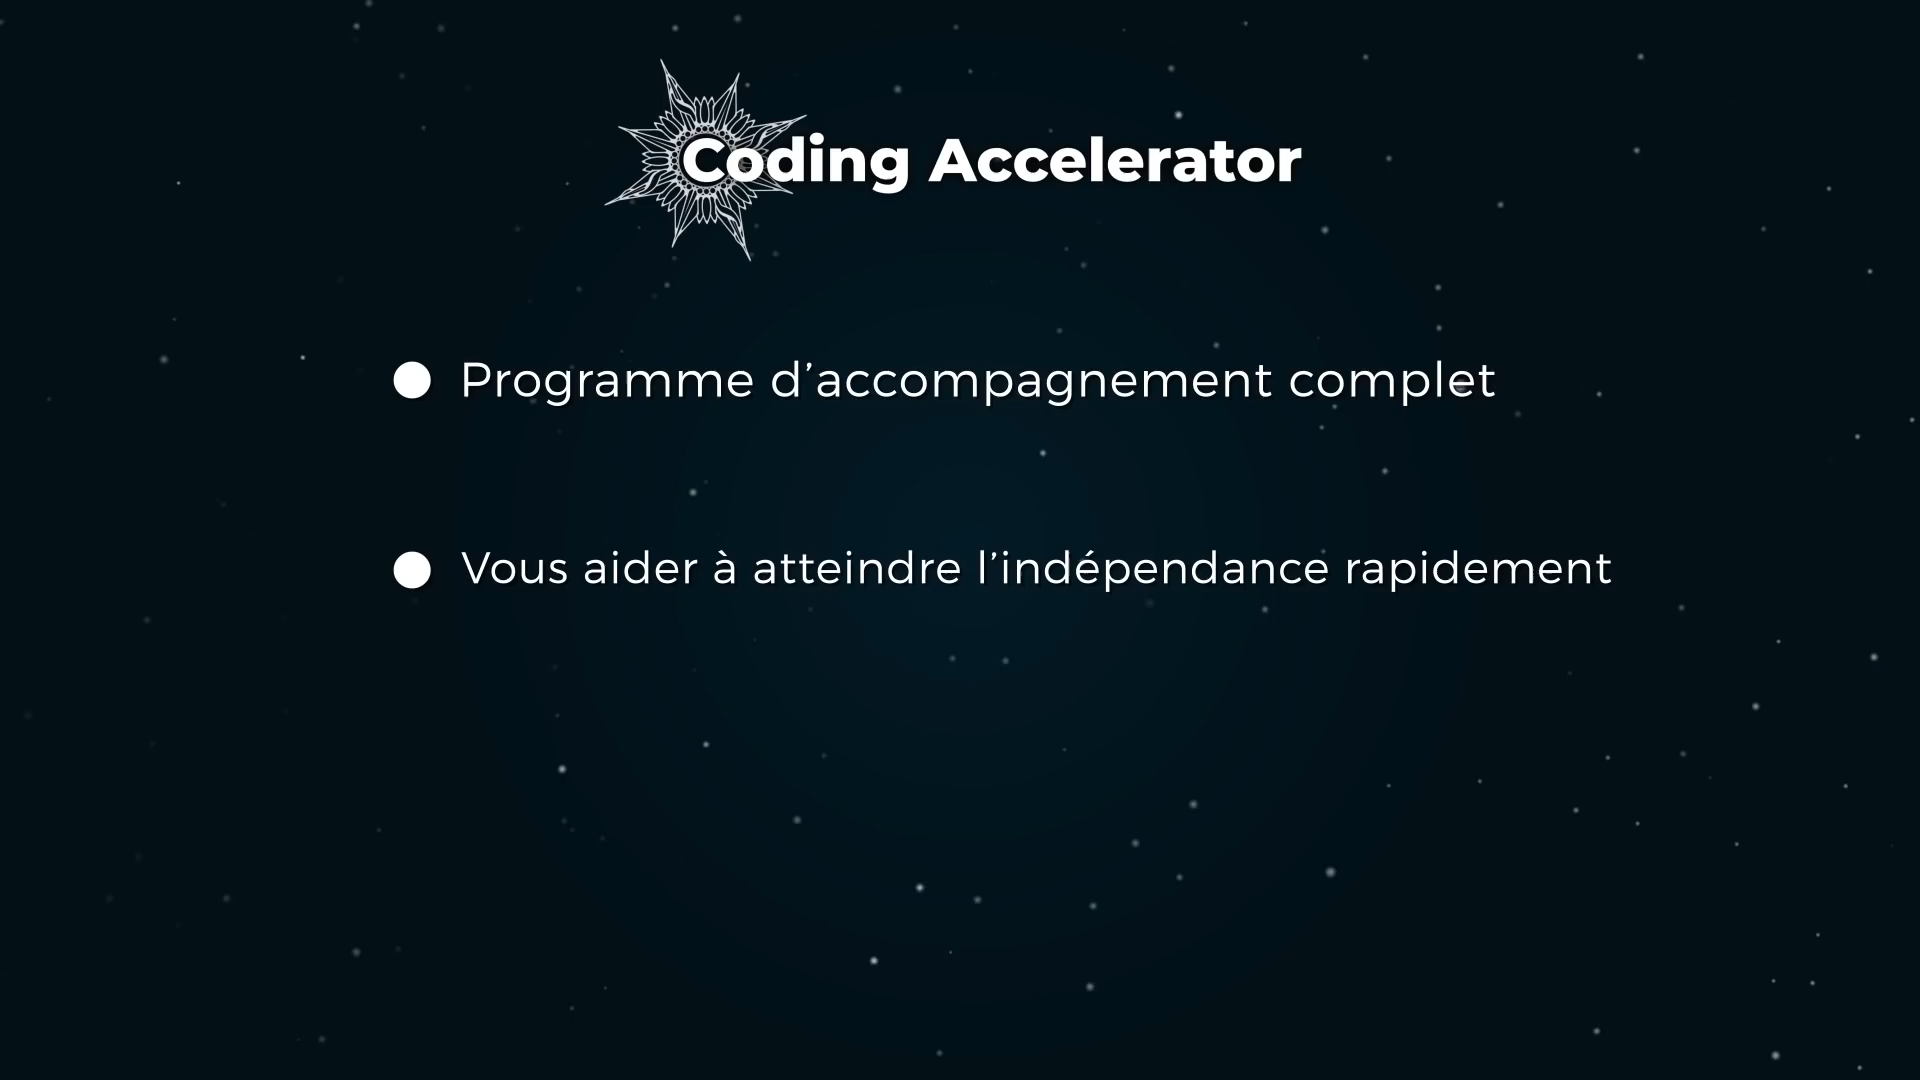 Coding Accelerator
Programme d’accompagnement complet
Vous aider à atteindre l’indépendance rapidement